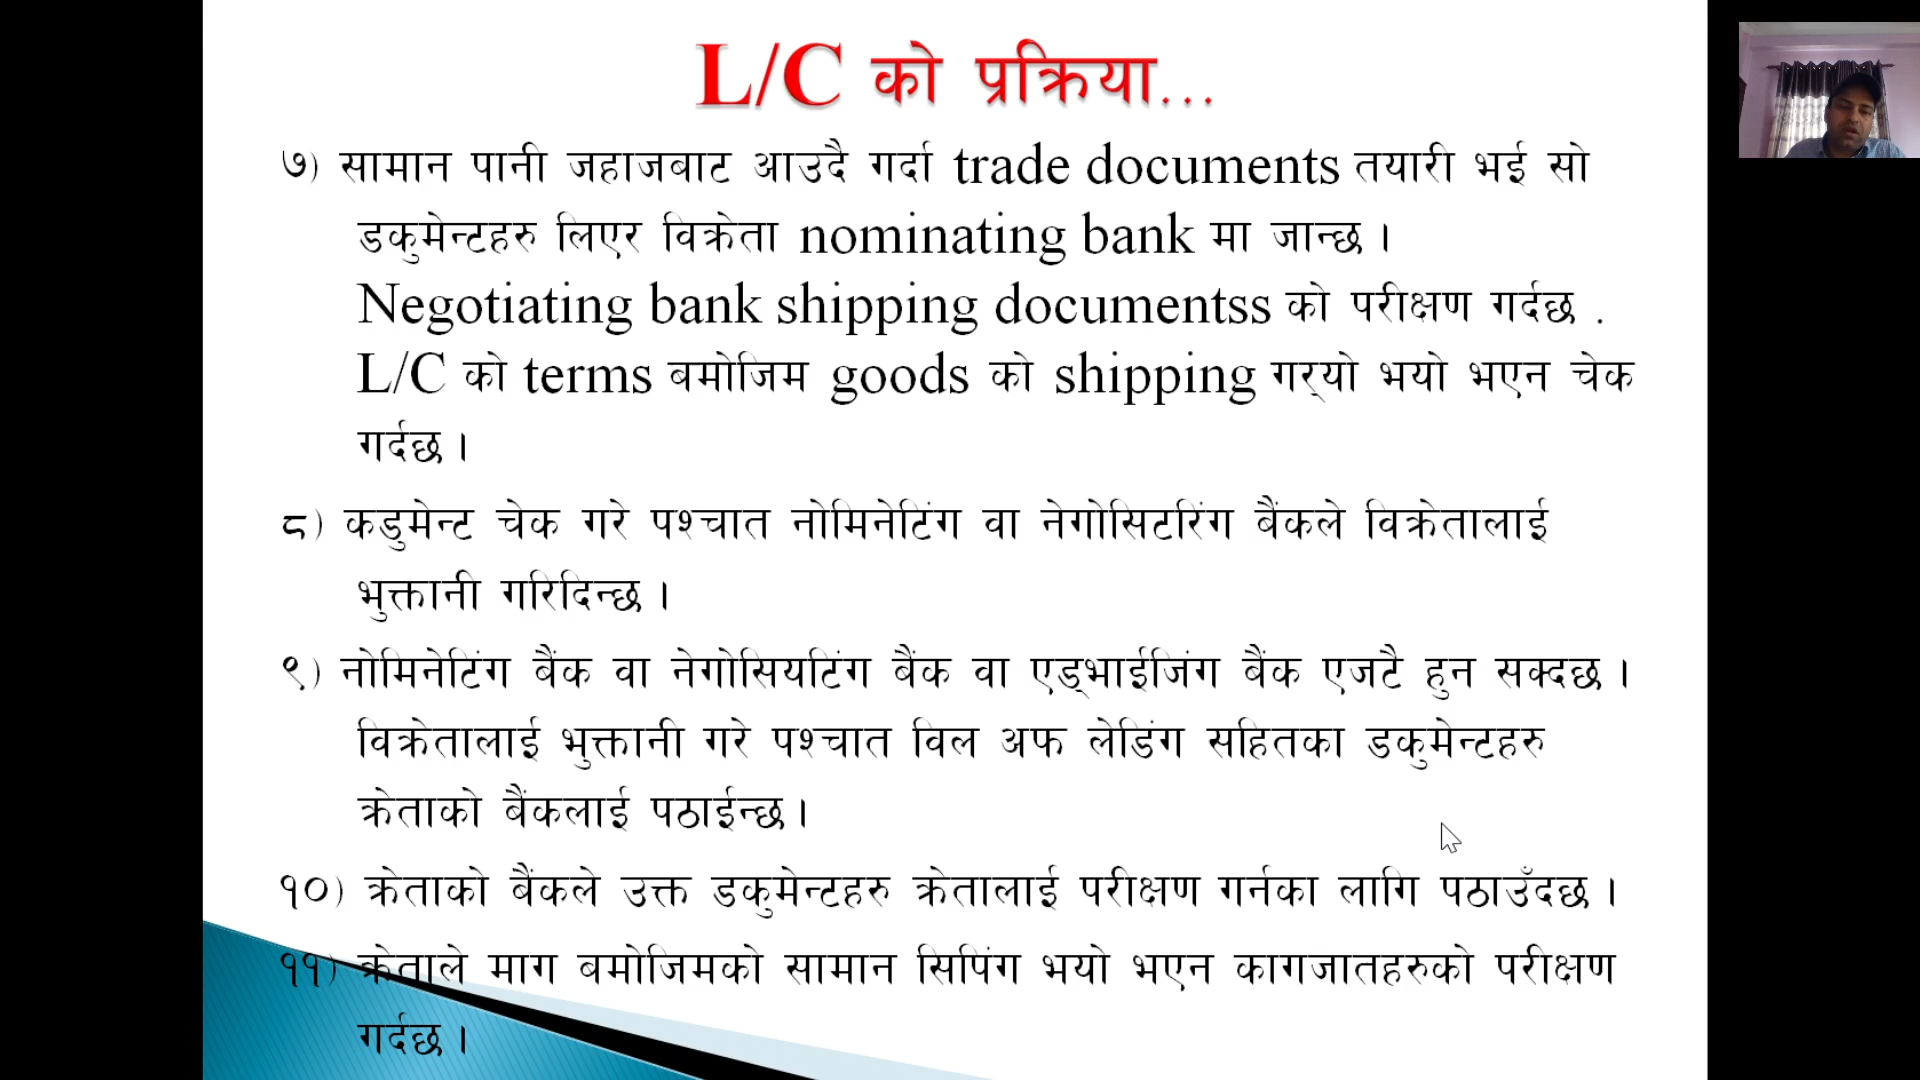 L/C को प्रक्रिया...
७) सामान पानी जहाजबाट आउदै गर्दा trade documents तयारी भई सो
डकुमेन्टहरु लिएर विक्रेता nominating bank मा जान्छ ।
Negotiating bank shipping documentss को परीक्षण गर्दछ .
L/C को terms बमोजिम goods को shipping गर्‍यो भयो भएन चेक
गर्दछ ।
८) कडुमेन्ट चेक गरे पश्चात नोमिनेटिंग वा नेगोसिटरिंग बैंकले विक्रेतालाई
भुक्तानी गरिदिन्छ ।
९) नोमिनेटिंग बैंक वा नेगोसियटिंग बैंक वा एड्भाईजिंग बैंक एजटै हुन सक्दछ ।
विक्रेतालाई भुक्तानी गरे पश्चात विल अफ लेडिंग सहितका डकुमेन्टहरु
क्रेताको बैंकलाई पठाईन्छ ।
१०) क्रेताको बैंकले उक्त डकुमेन्टहरु क्रेतालाई परीक्षण गर्नका लागि पठाउँदछ ।
११) क्रेताले माग बमोजिमको सामान सिपिंग भयो भएन कागजातहरुको परीक्षण
गर्दछ ।